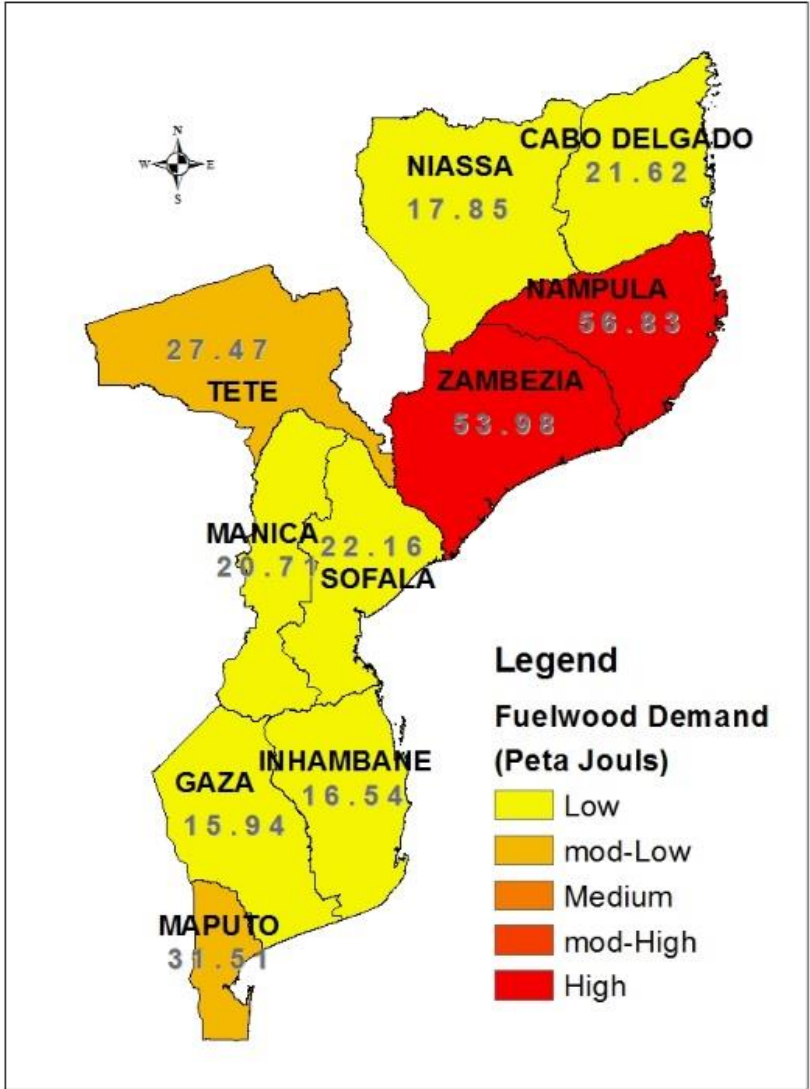 N
W E
S
CABO DELGADO
21.62
NIASSA
17.85
NAMPULA
56.83
27.47
TETE
ZAMBEZIA
53.98
MANICA
20.71
22.16
SOFALA
INHAMBANE
16.54
GAZA
15.94
MAPUTO
31.51
Legend
Fuelwood Demand
(Peta Jouls)
Low
mod-Low
Medium
mod-High
High